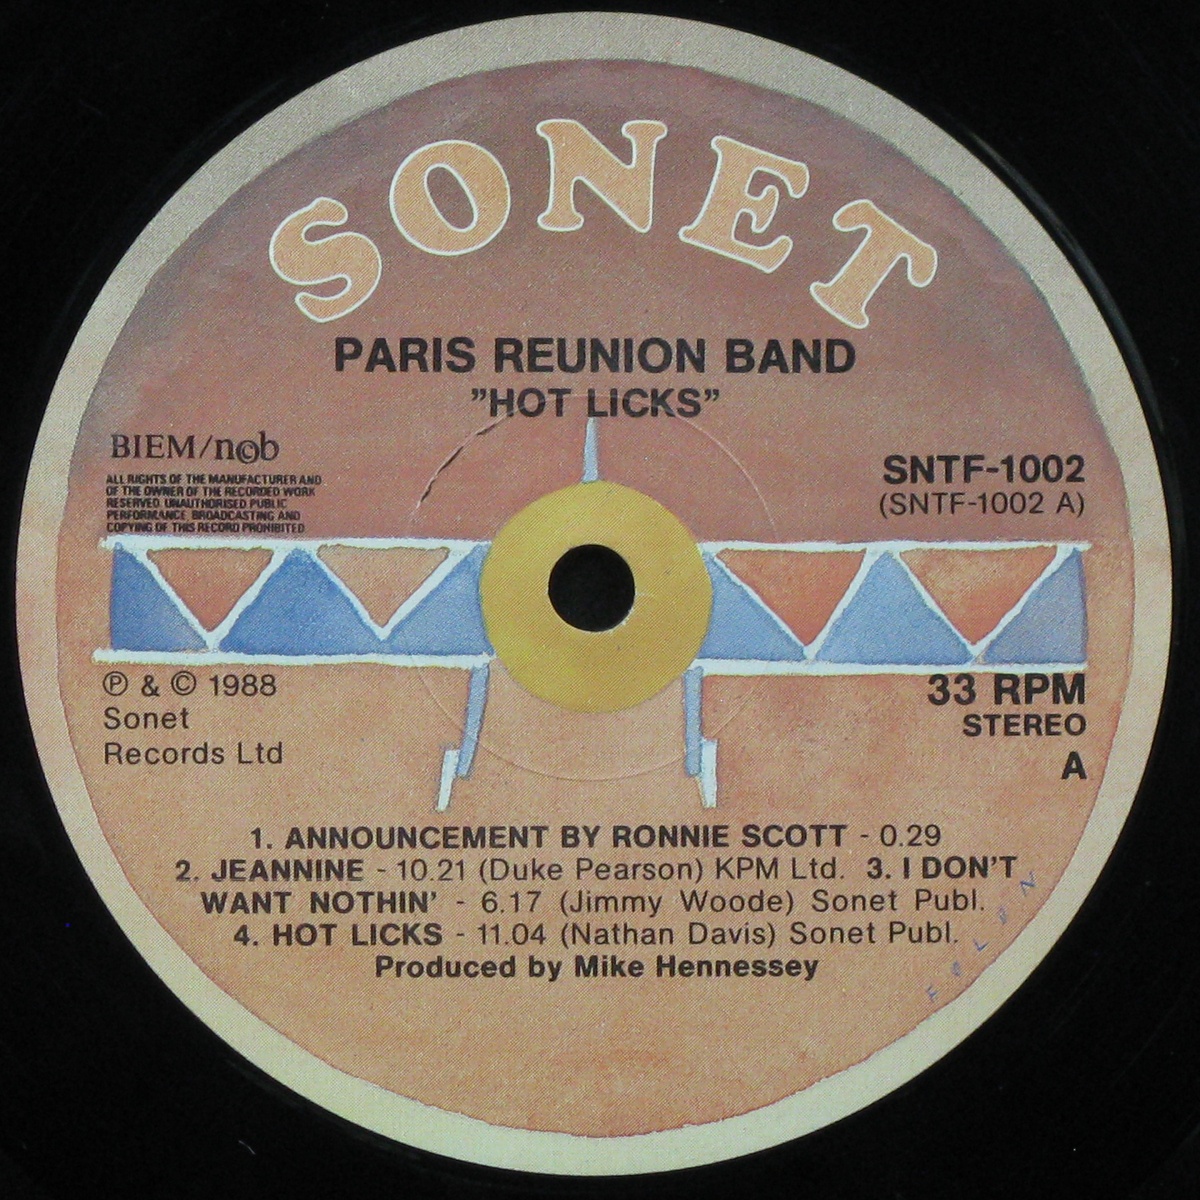 SONET
PARIS REUNION BAND
"HOT LICKS"
BIEM/n©b
ALL RIGHTS OF THE MANUFACTURER AND
OF THE OWNER OF THE RECORDED WORK
RESERVED. UNAUTHORISED PUBLIC
PERFORMANCE, BROADCASTING AND
COPYING OF THIS RECORD PROHIBITED
SNTF-1002
(SNTF-1002 A)
℗ & © 1988
Sonet
Records Ltd
33 RPM
STEREO
A
1. ANNOUNCEMENT BY RONNIE SCOTT - 0.29
2. JEANNINE - 10.21 (Duke Pearson) KPM Ltd. 3. I DON'T
WANT NOTHIN' - 6.17 (Jimmy Woode) Sonet Publ.
4. HOT LICKS - 11.04 (Nathan Davis) Sonet Publ.
Produced by Mike Hennessey
FOLON